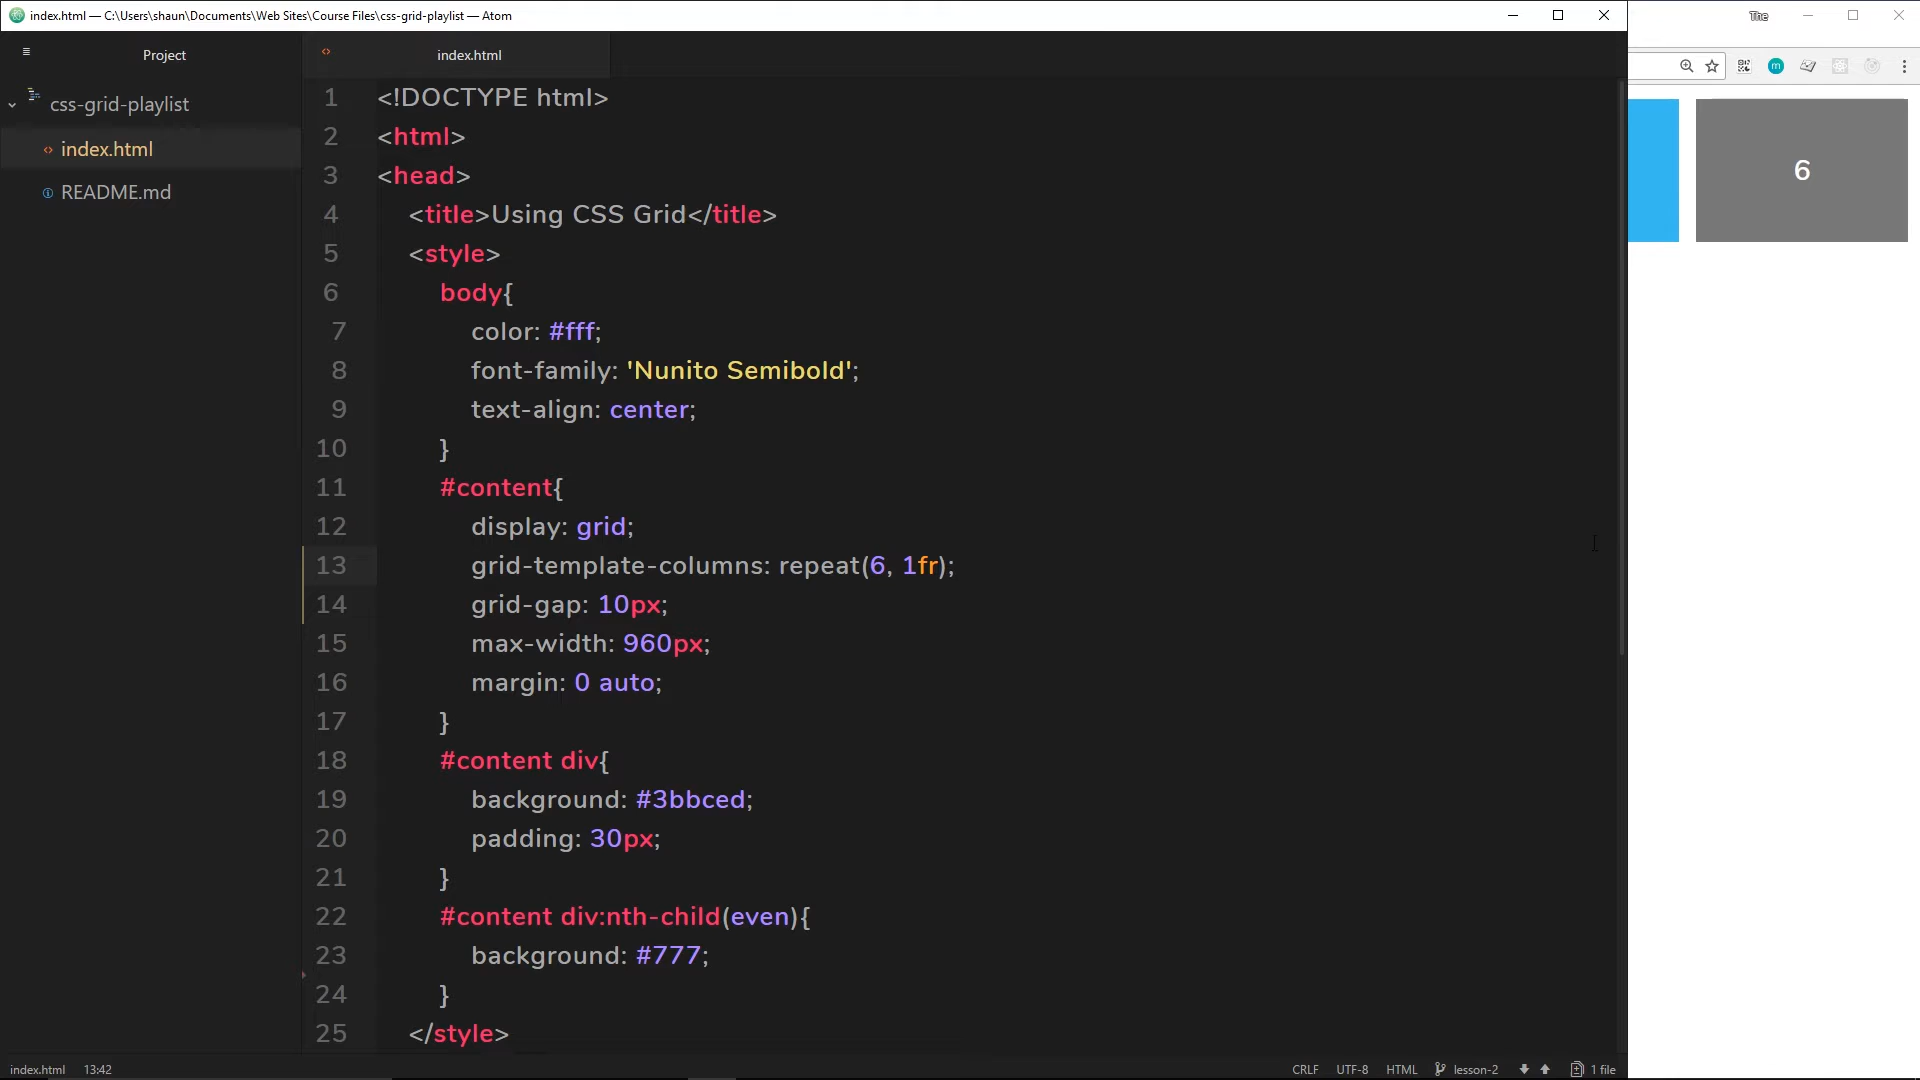 index.html — C:\Users\shaun\Documents\Web Sites\Course Files\css-grid-playlist — Atom
The
Project
index.html
css-grid-playlist
index.html
README.md
1 <!DOCTYPE html>
2 <html>
3 <head>
4 <title>Using CSS Grid</title>
5 <style>
6 body{
7 color: #fff;
8 font-family: 'Nunito Semibold';
9 text-align: center;
10 }
11 #content{
12 display: grid;
13 grid-template-columns: repeat(6, 1fr);
14 grid-gap: 10px;
15 max-width: 960px;
16 margin: 0 auto;
17 }
18 #content div{
19 background: #3bbced;
20 padding: 30px;
21 }
22 #content div:nth-child(even){
23 background: #777;
24 }
25 </style>
m
6
index.html 13:42
CRLF UTF-8 HTML lesson-2 1 file